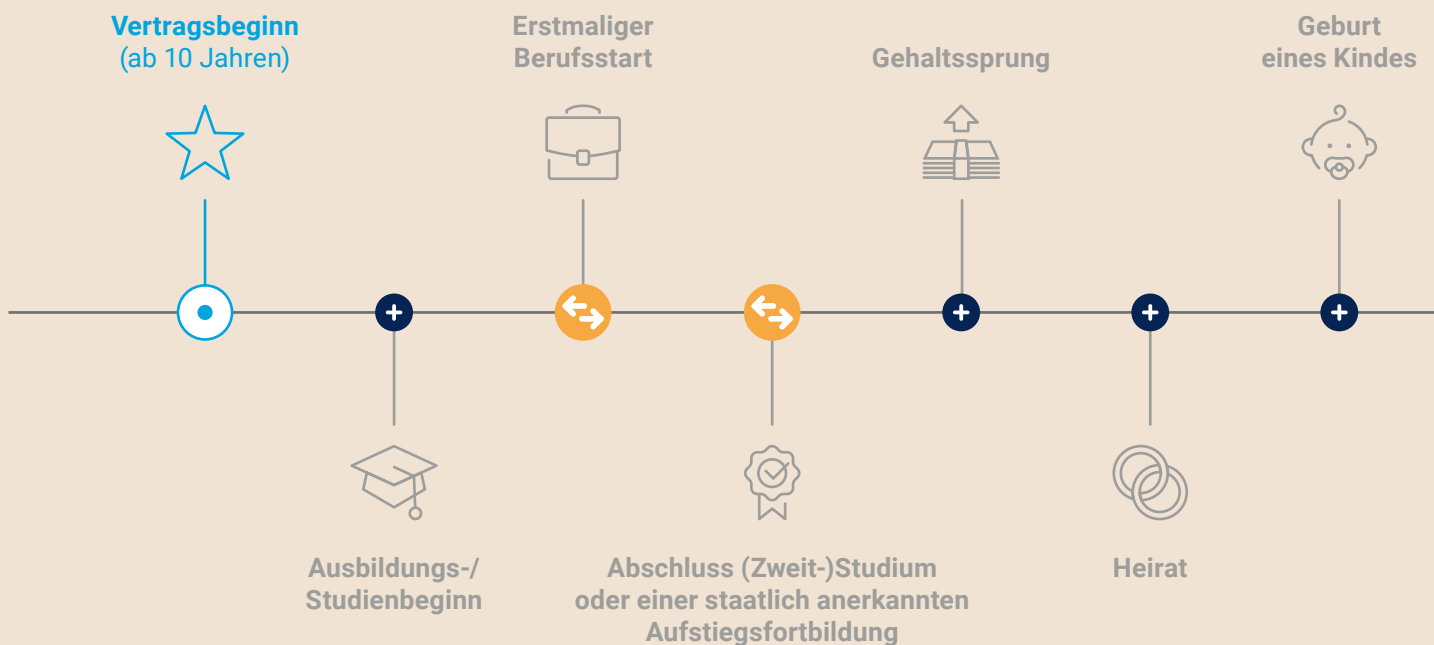 Vertragsbeginn
(ab 10 Jahren)
Ausbildungs-/
Studienbeginn
Erstmaliger
Berufsstart
Abschluss (Zweit-)Studium
oder einer staatlich anerkannten
Aufstiegsfortbildung
Gehaltssprung
Heirat
Geburt
eines Kindes